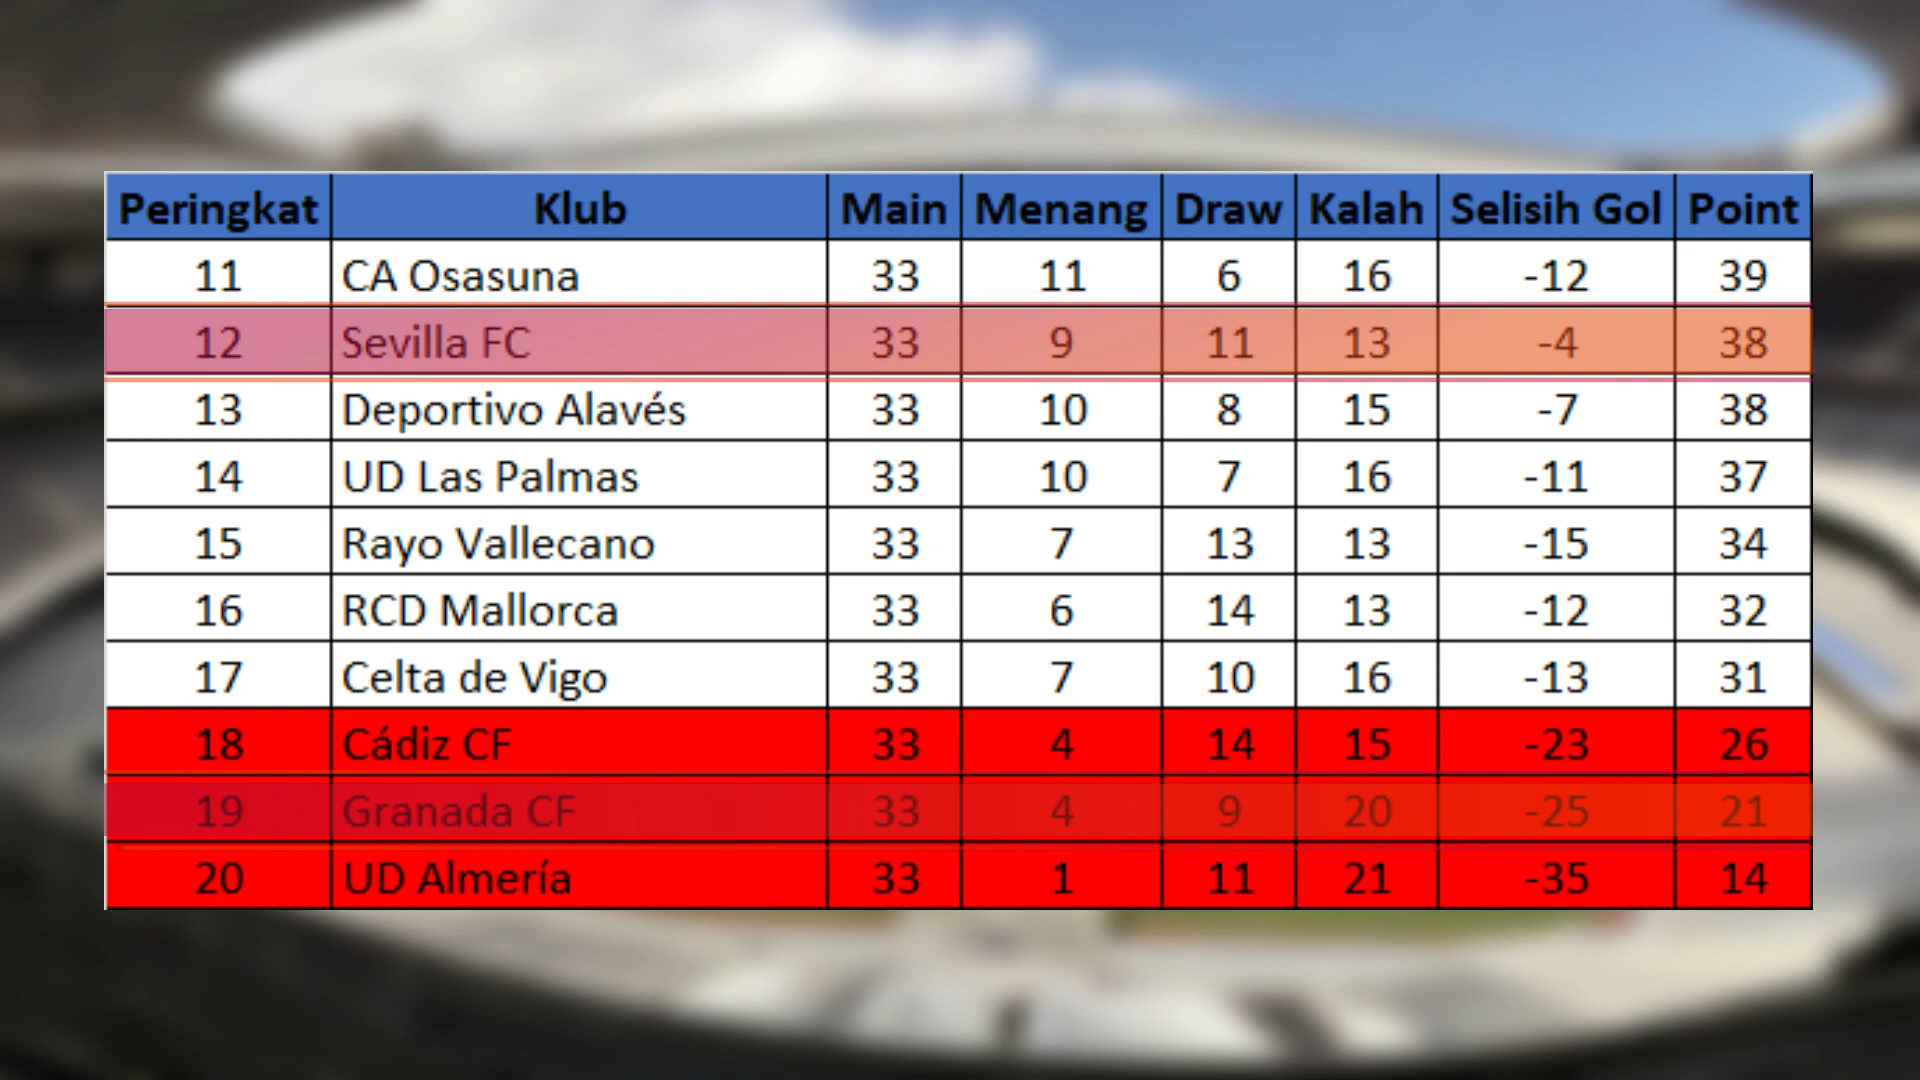 Peringkat Klub Main Menang Draw Kalah Selisih Gol Point
11 CA Osasuna 33 11 6 16 -12 39
12 Sevilla FC 33 9 11 13 -4 38
13 Deportivo Alavés 33 10 8 15 -7 38
14 UD Las Palmas 33 10 7 16 -11 37
15 Rayo Vallecano 33 7 13 13 -15 34
16 RCD Mallorca 33 6 14 13 -12 32
17 Celta de Vigo 33 7 10 16 -13 31
18 Cádiz CF 33 4 14 15 -23 26
19 Granada CF 33 4 9 20 -25 21
20 UD Almería 33 1 11 21 -35 14